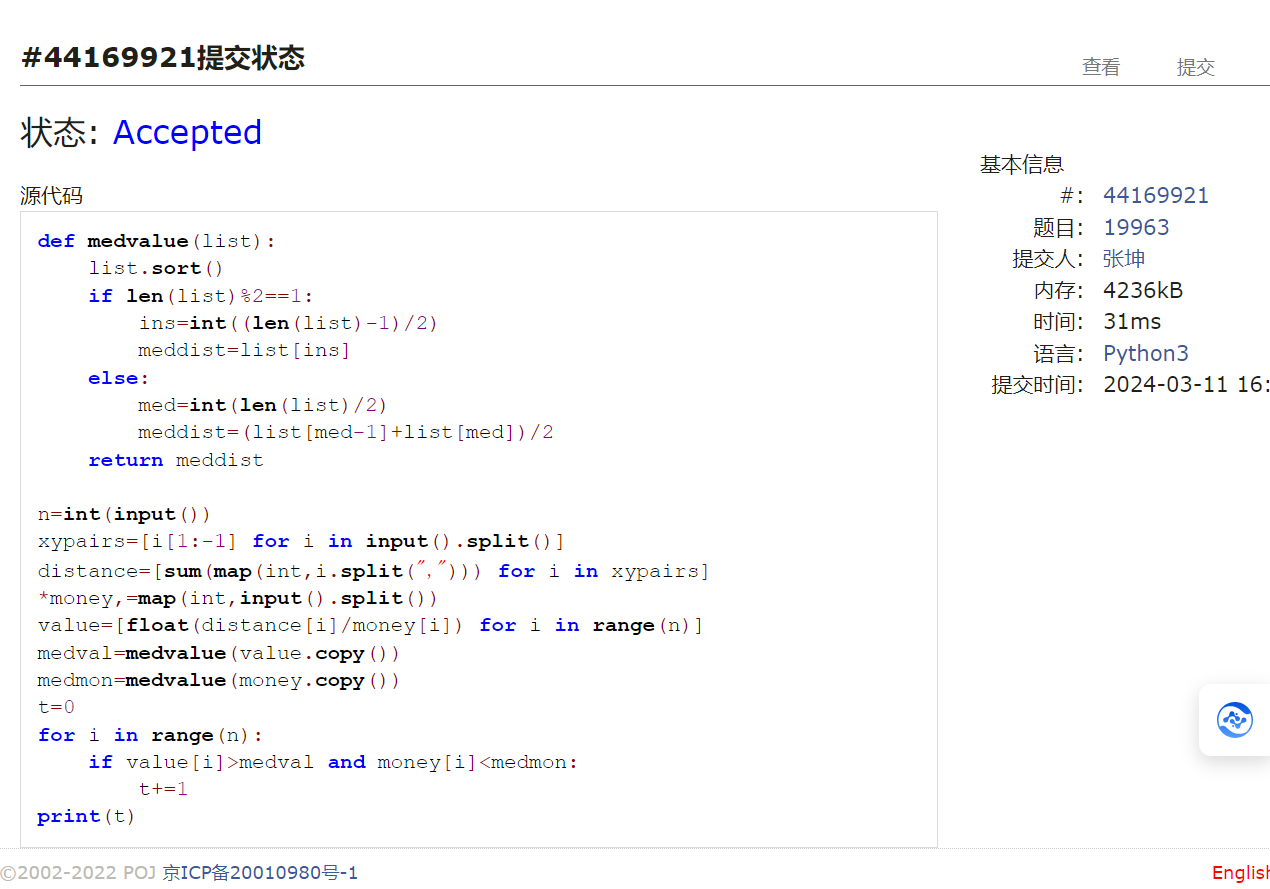 #44169921提交状态
查看
提交
状态: Accepted
基本信息
#: 44169921
题目: 19963
提交人: 张坤
内存: 4236kB
时间: 31ms
语言: Python3
提交时间: 2024-03-11 16:
源代码
def medvalue(list):
    list.sort()
    if len(list)%2==1:
        ins=int((len(list)-1)/2)
        meddist=list[ins]
    else:
        med=int(len(list)/2)
        meddist=(list[med-1]+list[med])/2
    return meddist
n=int(input())
xypairs=[i[1:-1] for i in input().split()]
distance=[sum(map(int,i.split(","))) for i in xypairs]
*money,=map(int,input().split())
value=[float(distance[i]/money[i]) for i in range(n)]
medval=medvalue(value.copy())
medmon=medvalue(money.copy())
t=0
for i in range(n):
    if value[i]>medval and money[i]<medmon:
        t+=1
print(t)
©2002-2022 POJ 京ICP备20010980号-1
English